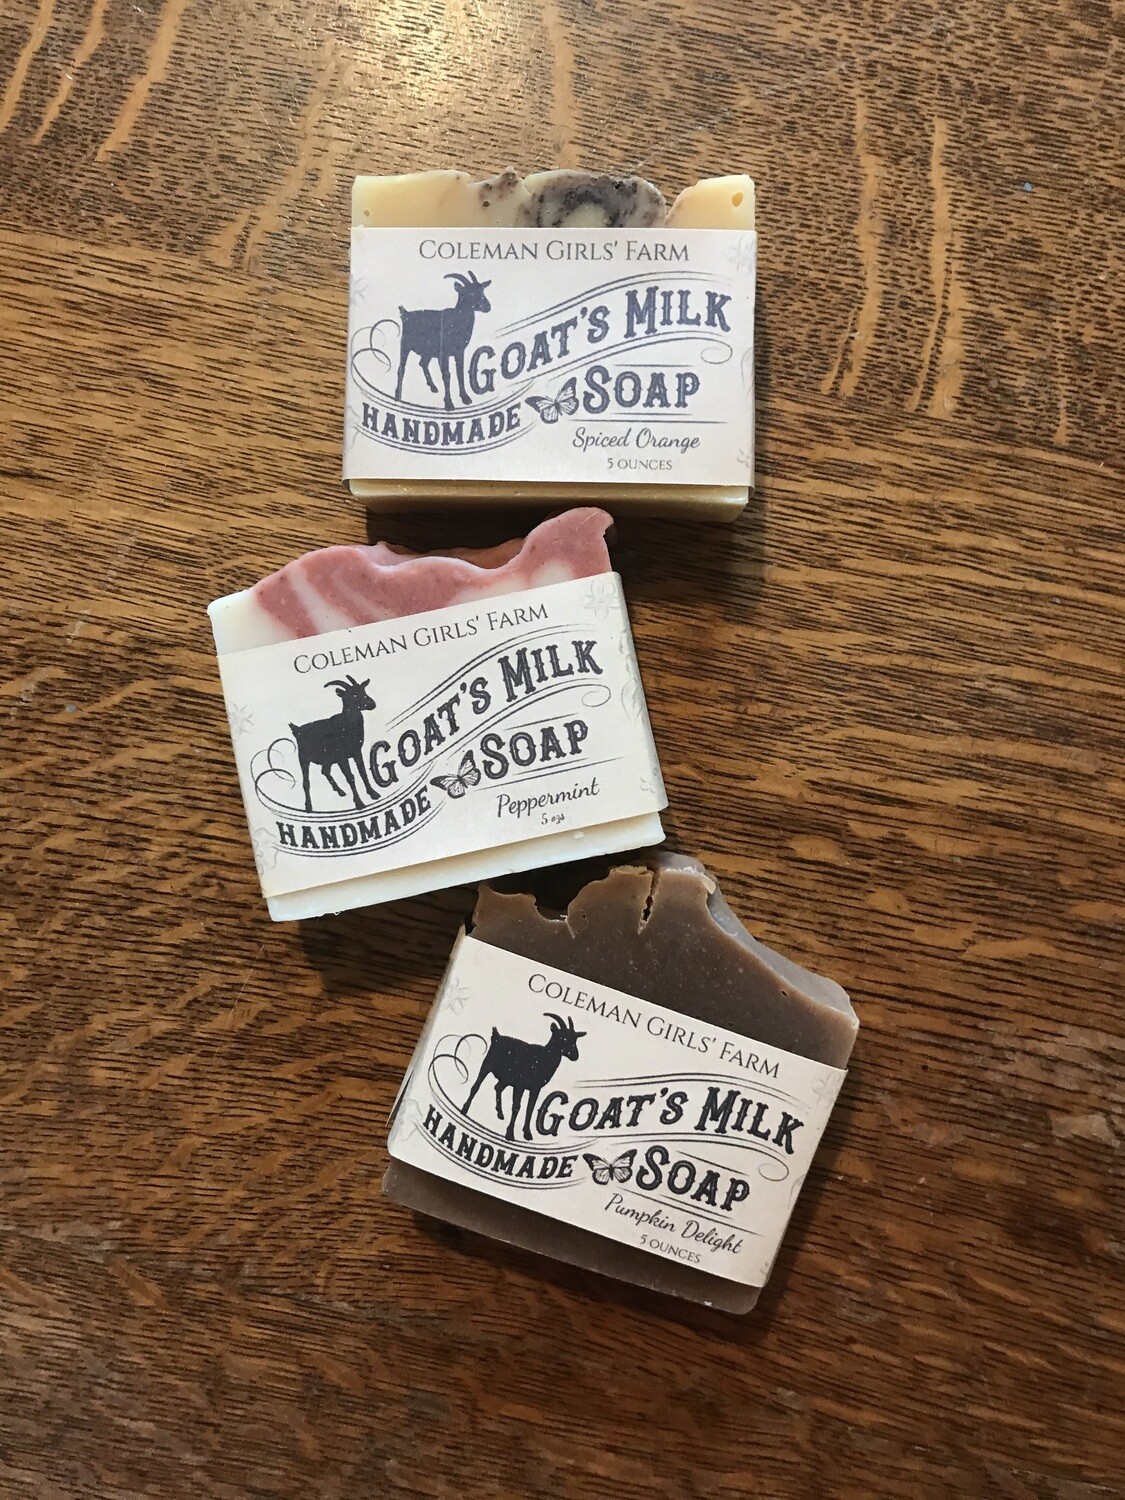 COLEMAN GIRLS' FARM
GOAT'S MILK
HANDMADE SOAP
Spiced Orange
5 OUNCES
COLEMAN GIRLS' FARM
GOAT'S MILK
HANDMADE SOAP
Peppermint
5 ozs
COLEMAN GIRLS' FARM
GOAT'S MILK
HANDMADE SOAP
Pumpkin Delight
5 OUNCES